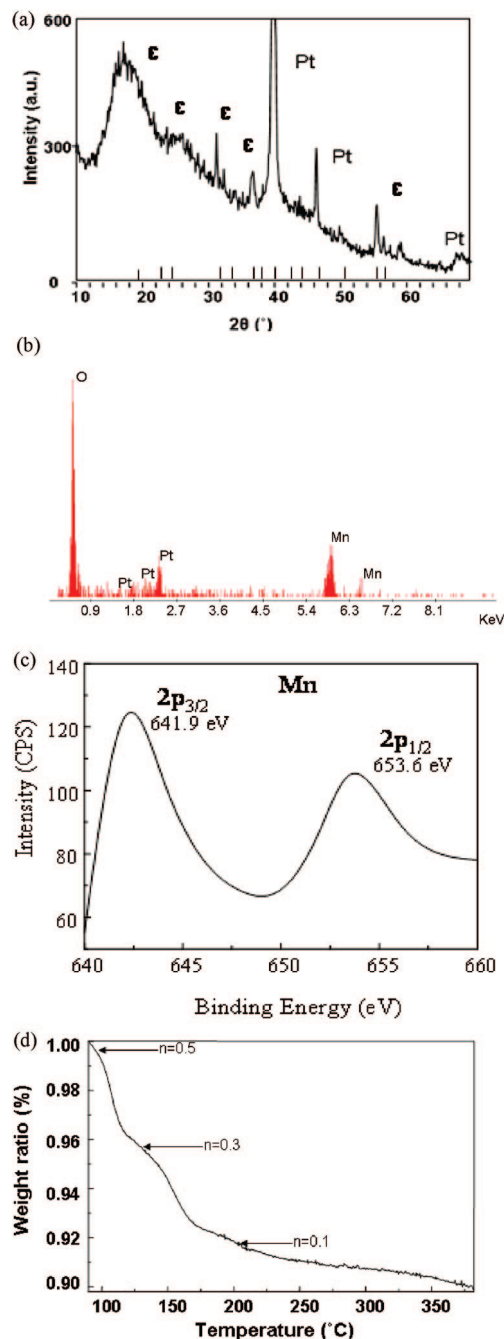 (a)
600
300
0
Intensity (a.u.)
ε
ε
ε
ε
Pt
Pt
ε
Pt
10 20 30 40 50 60
2θ (°)
(b)
O
Pt
Pt
Pt
Mn
Mn
0.9 1.8 2.7 3.6 4.5 5.4 6.3 7.2 8.1
KeV
(c)
140
120
100
80
60
Intensity (CPS)
2p3/2
641.9 eV
Mn
2p1/2
653.6 eV
640 645 650 655 660
Binding Energy (eV)
(d)
1.00
0.98
0.96
0.94
0.92
0.90
Weight ratio (%)
n=0.5
n=0.3
n=0.1
100 150 200 250 300 350
Temperature (°C)